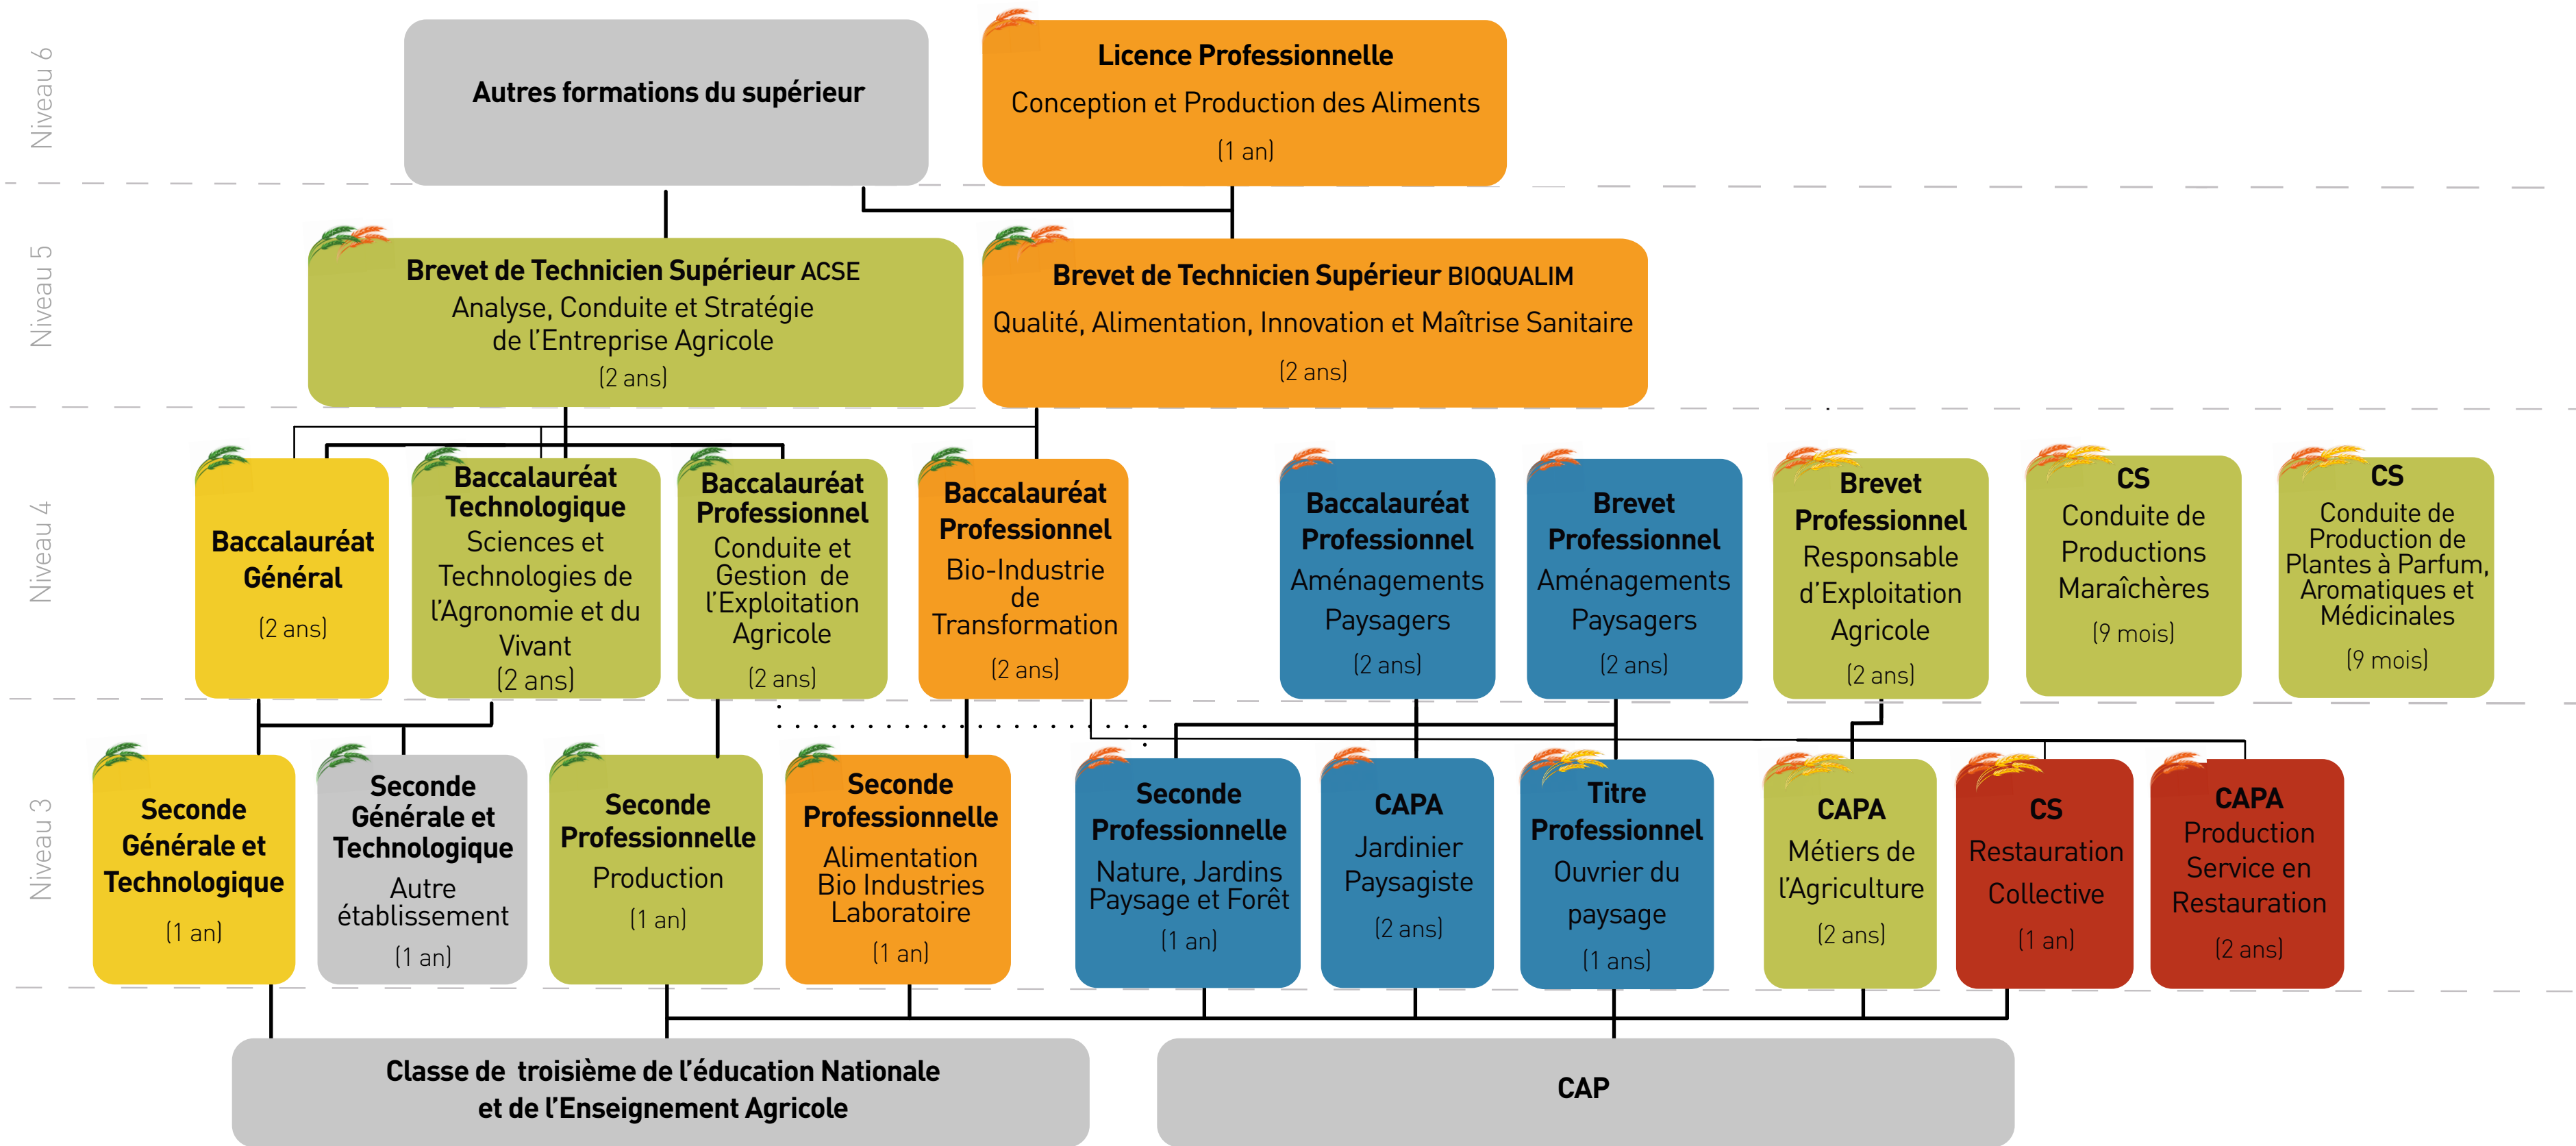 Niveau 6
Autres formations du supérieur
Licence Professionnelle
Conception et Production des Aliments
(1 an)
Niveau 5
Brevet de Technicien Supérieur ACSE
Analyse, Conduite et Stratégie
de l'Entreprise Agricole
(2 ans)
Brevet de Technicien Supérieur BIOQUALIM
Qualité, Alimentation, Innovation et Maîtrise Sanitaire
(2 ans)
Niveau 4
Baccalauréat
Général
(2 ans)
Baccalauréat
Technologique
Sciences et
Technologies de
l'Agronomie et du
Vivant
(2 ans)
Baccalauréat
Professionnel
Conduite et
Gestion de
l'Exploitation
Agricole
(2 ans)
Baccalauréat
Professionnel
Bio-Industrie
de
Transformation
(2 ans)
Baccalauréat
Professionnel
Aménagements
Paysagers
(2 ans)
Brevet
Professionnel
Aménagements
Paysagers
(2 ans)
Brevet
Professionnel
Responsable
d'Exploitation
Agricole
(2 ans)
CS
Conduite de
Productions
Maraîchères
(9 mois)
CS
Conduite de
Production de
Plantes à Parfum,
Aromatiques et
Médicinales
(9 mois)
Niveau 3
Seconde
Générale et
Technologique
(1 an)
Seconde
Générale et
Technologique
Autre
établissement
(1 an)
Seconde
Professionnelle
Production
(1 an)
Seconde
Professionnelle
Alimentation
Bio Industries
Laboratoire
(1 an)
Seconde
Professionnelle
Nature, Jardins
Paysage et Forêt
(1 an)
CAPA
Jardinier
Paysagiste
(2 ans)
Titre
Professionnel
Ouvrier du
paysage
(1 ans)
CAPA
Métiers de
l'Agriculture
(2 ans)
CS
Restauration
Collective
(1 an)
CAPA
Production
Service en
Restauration
(2 ans)
Classe de troisième de l'éducation Nationale
et de l'Enseignement Agricole
CAP